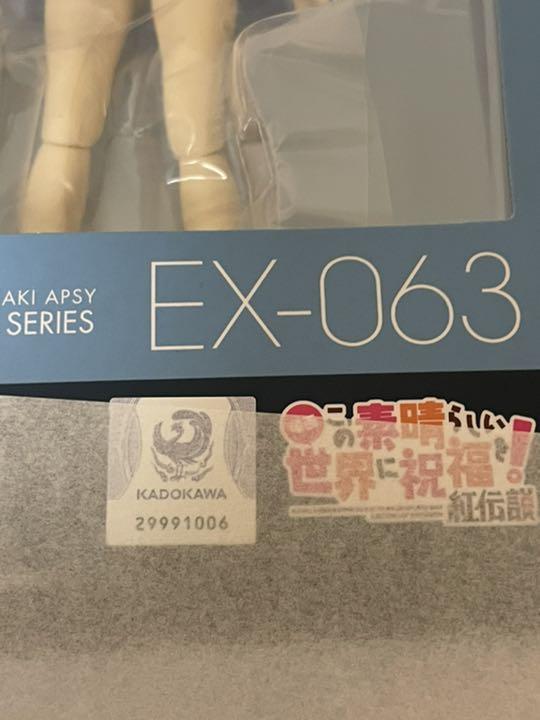 AKI APSY
SERIES
EX-063
KADOKAWA
29991006
この素晴らしい
世界に祝福を!
紅伝説